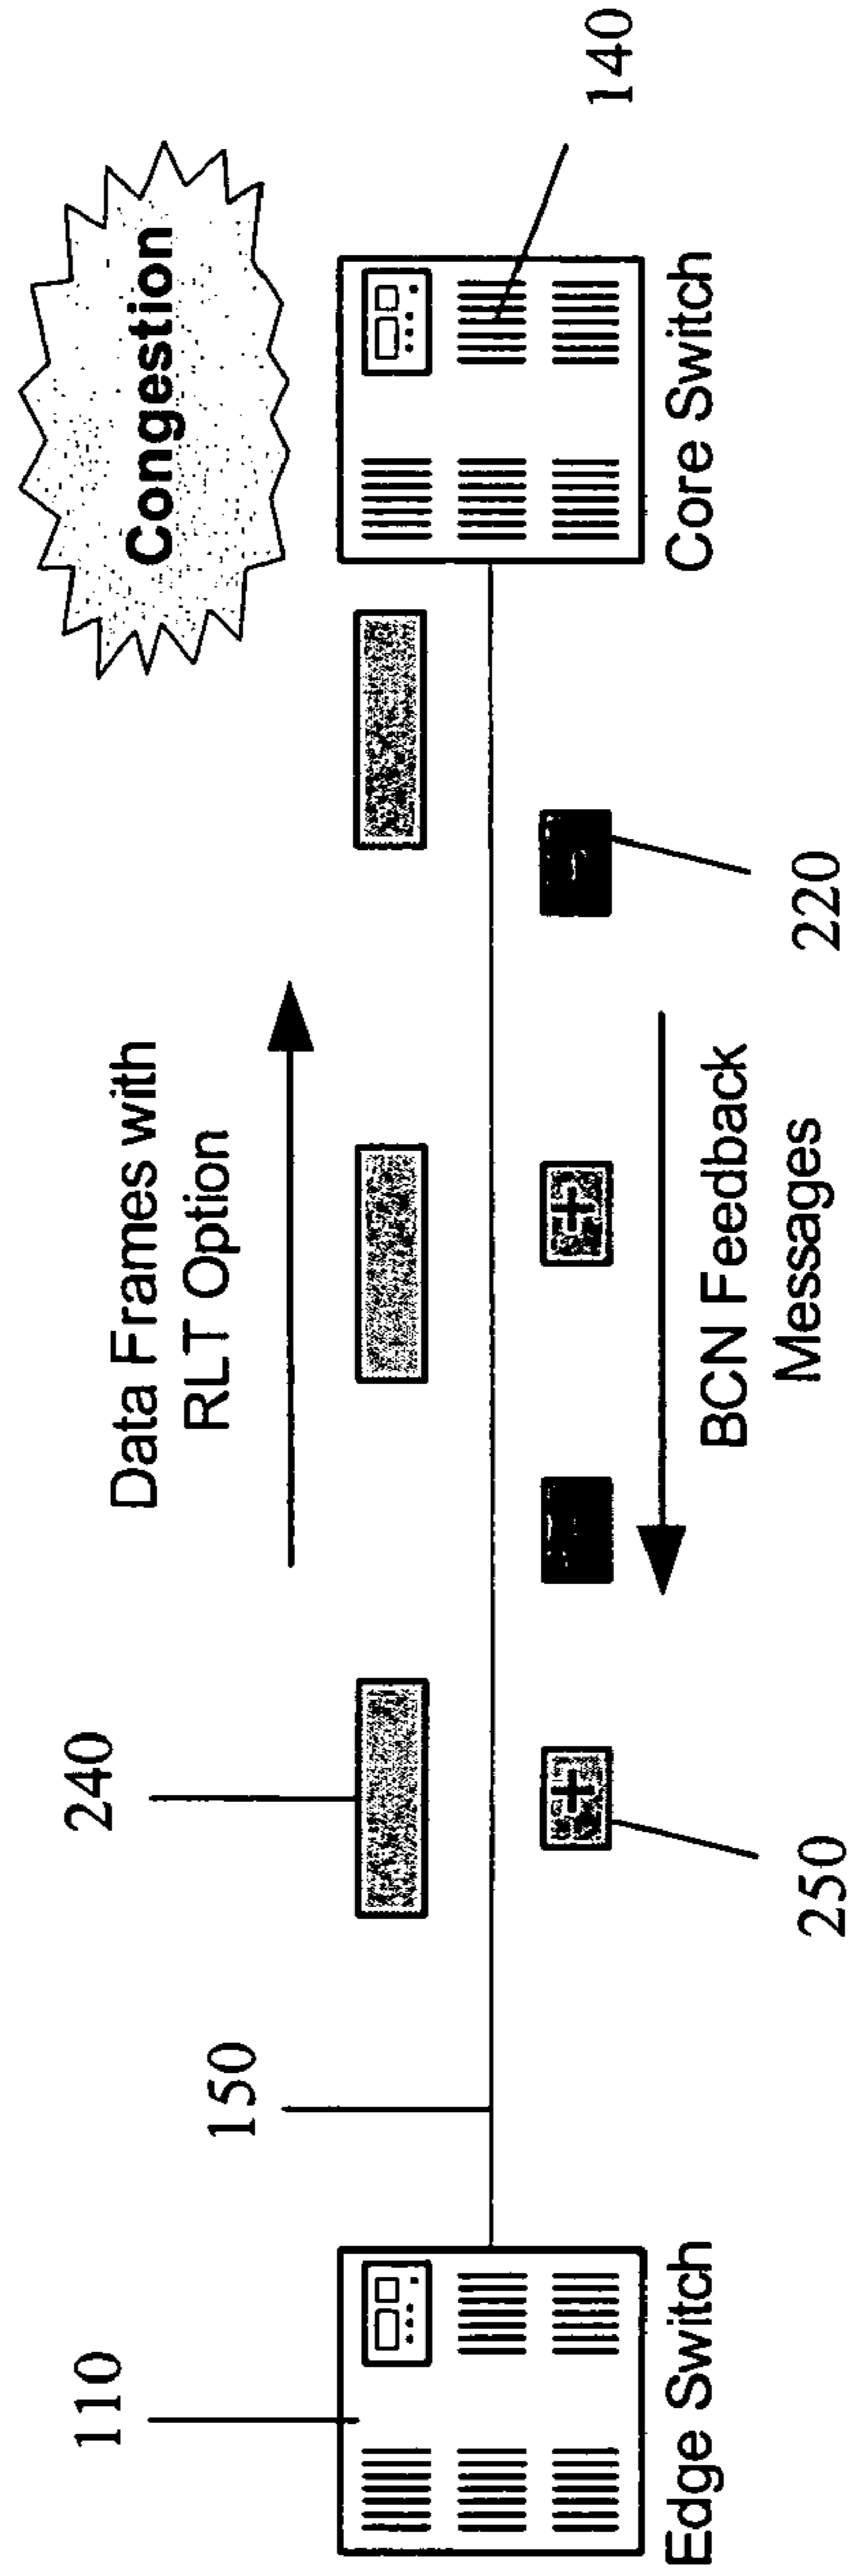 Congestion
140
Data Frames with
RLT Option
240
150
110
Edge Switch
Core Switch
220
BCN Feedback
Messages
250
+
+
-